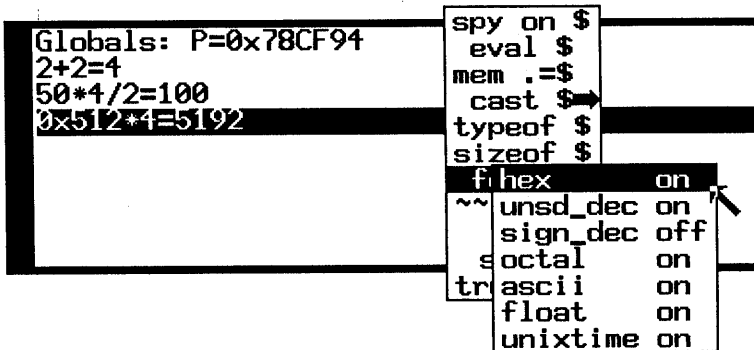 Globals: P=0x78CF94
2+2=4
50*4/2=100
0x512*4=5192
spy on $
eval $
mem .=$
cast $
typeof $
sizeof $
f
~~
s
tr
hex on
unsd_dec on
sign_dec off
octal on
ascii on
float on
unixtime on